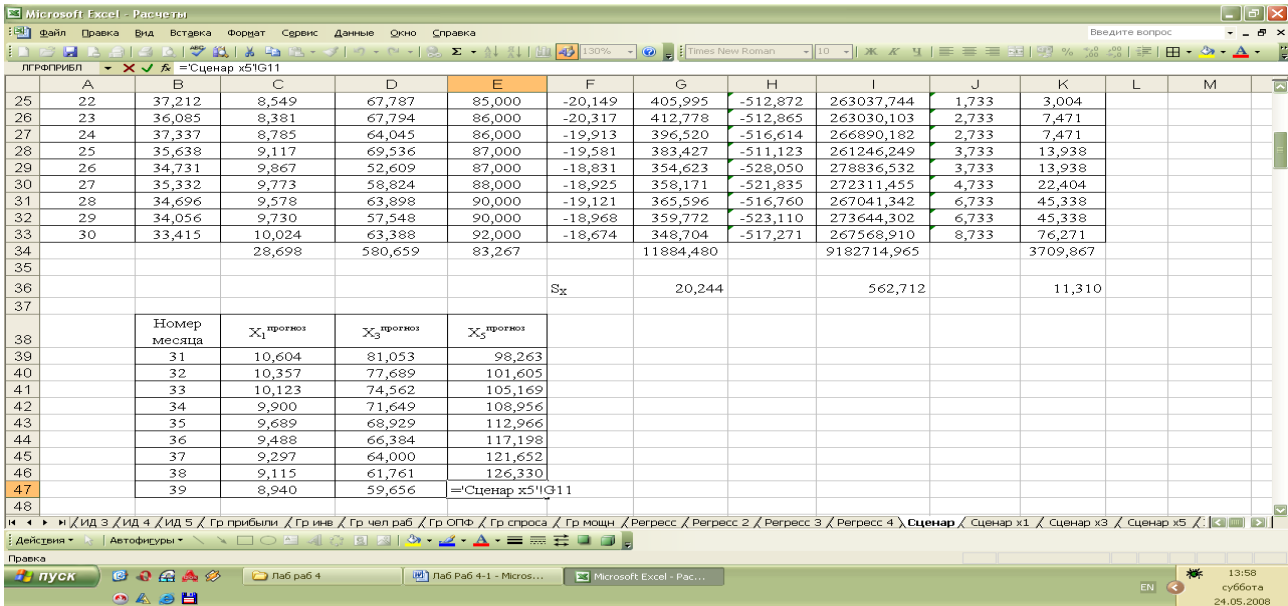 Microsoft Excel - Расчеты
Файл Правка Вид Вставка Формат Сервис Данные Окно Справка Введите вопрос
130% Times New Roman 10 Ж К Ч
ЛГРФПРИБЛ ='Сценар x5'!G11
A B C D E F G H I J K L M
25 22 37,212 8,549 67,787 85,000 -20,149 405,995 -512,872 263037,744 1,733 3,004
26 23 36,085 8,381 67,794 86,000 -20,317 412,778 -512,865 263030,103 2,733 7,471
27 24 37,337 8,785 64,045 86,000 -19,913 396,520 -516,614 266890,182 2,733 7,471
28 25 35,638 9,117 69,536 87,000 -19,581 383,427 -511,123 261246,249 3,733 13,938
29 26 34,731 9,867 52,609 87,000 -18,831 354,623 -528,050 278836,532 3,733 13,938
30 27 35,332 9,773 58,824 88,000 -18,925 358,171 -521,835 272311,455 4,733 22,404
31 28 34,696 9,578 63,898 90,000 -19,121 365,596 -516,760 267041,342 6,733 45,338
32 29 34,056 9,730 57,548 90,000 -18,968 359,772 -523,110 273644,302 6,733 45,338
33 30 33,415 10,024 63,388 92,000 -18,674 348,704 -517,271 267568,910 8,733 76,271
34 28,698 580,659 83,267 11884,480 9182714,965 3709,867
35
36 Sx 20,244 562,712 11,310
37
38 Номер месяца X1 прогноз X3 прогноз X5 прогноз
39 31 10,604 81,053 98,263
40 32 10,357 77,689 101,605
41 33 10,123 74,562 105,169
42 34 9,900 71,649 108,956
43 35 9,689 68,929 112,966
44 36 9,488 66,384 117,198
45 37 9,297 64,000 121,652
46 38 9,115 61,761 126,330
47 39 8,940 59,656 ='Сценар x5'!G11
48
ИД 3 / ИД 4 / ИД 5 / Гр прибыли / Гр инв / Гр чел раб / Гр ОПФ / Гр спроса / Гр мощн / Регресс / Регресс 2 / Регресс 3 / Регресс 4 \ Сценар / Сценар x1 / Сценар x3 / Сценар x5
Действия Автофигуры
Правка
пуск Лаб раб 4 Лаб Раб 4-1 - Micros... Microsoft Excel - Рас... EN 13:58
суббота
24.05.2008